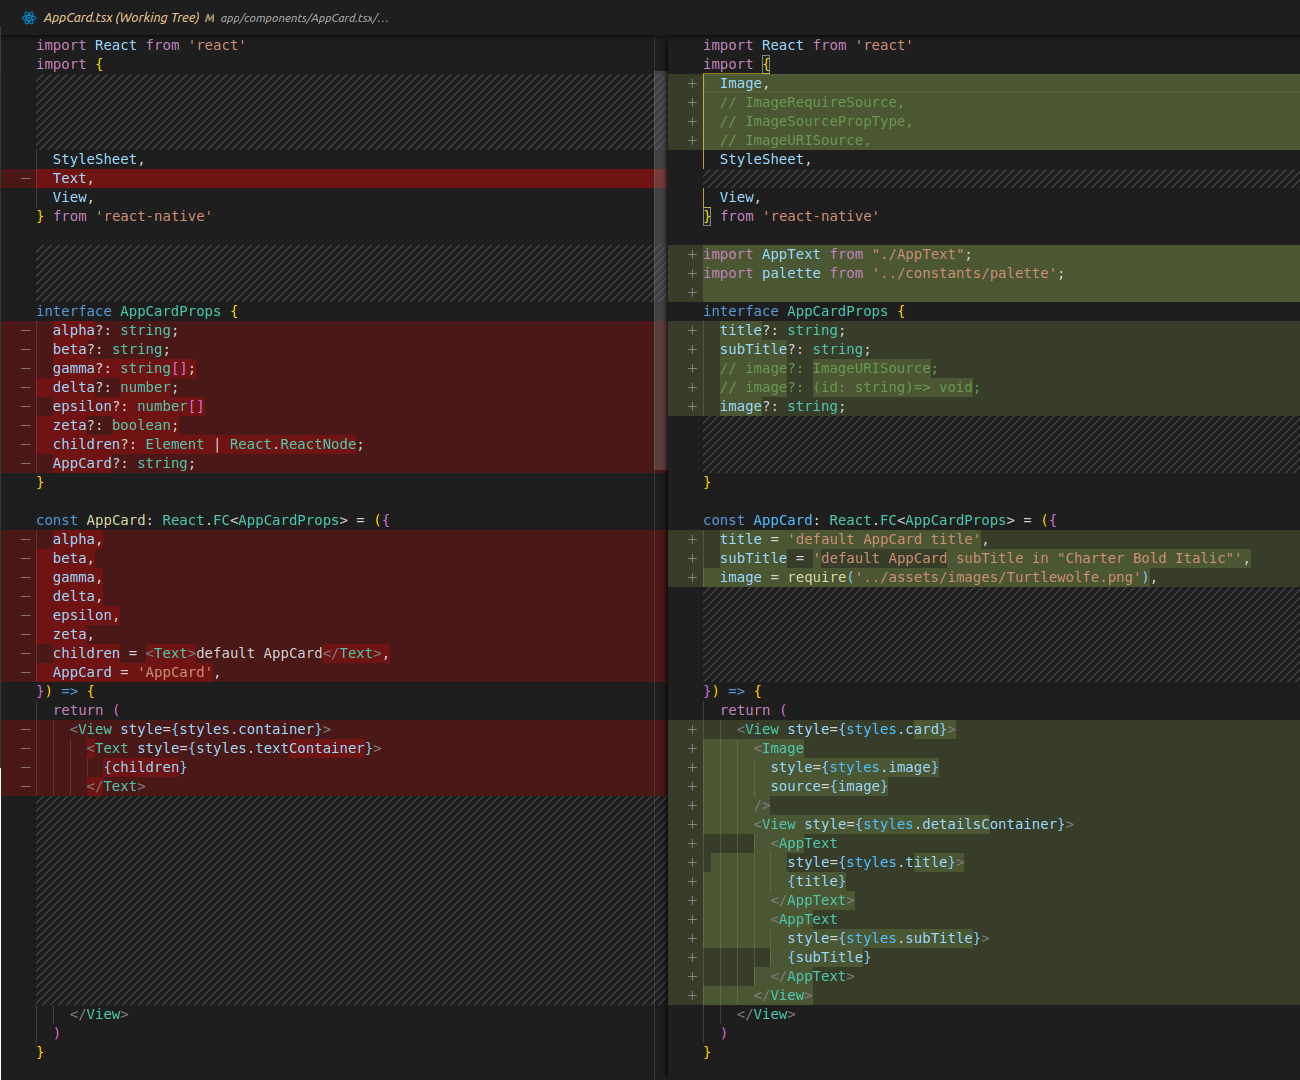 AppCard.tsx (Working Tree) M app/components/AppCard.tsx/...
import React from 'react'
import {
  StyleSheet,
—   Text,
  View,
} from 'react-native'

interface AppCardProps {
—   alpha?: string;
—   beta?: string;
—   gamma?: string[];
—   delta?: number;
—   epsilon?: number[]
—   zeta?: boolean;
—   children?: Element | React.ReactNode;
—   AppCard?: string;
}

const AppCard: React.FC<AppCardProps> = ({
—   alpha,
—   beta,
—   gamma,
—   delta,
—   epsilon,
—   zeta,
—   children = <Text>default AppCard</Text>,
—   AppCard = 'AppCard',
}) => {
  return (
—     <View style={styles.container}>
—       <Text style={styles.textContainer}>
—         {children}
—       </Text>
    </View>
  )
}
import React from 'react'
import {
+   Image,
+   // ImageRequireSource,
+   // ImageSourcePropType,
+   // ImageURISource,
  StyleSheet,
  View,
} from 'react-native'

+ import AppText from "./AppText";
+ import palette from '../constants/palette';
+
interface AppCardProps {
+   title?: string;
+   subTitle?: string;
+   // image?: ImageURISource;
+   // image?: (id: string)=> void;
+   image?: string;
}

const AppCard: React.FC<AppCardProps> = ({
+   title = 'default AppCard title',
+   subTitle = 'default AppCard subTitle in "Charter Bold Italic"',
+   image = require('../assets/images/Turtlewolfe.png'),
}) => {
  return (
+     <View style={styles.card}>
+       <Image
+         style={styles.image}
+         source={image}
+       />
+       <View style={styles.detailsContainer}>
+         <AppText
+           style={styles.title}>
+           {title}
+         </AppText>
+         <AppText
+           style={styles.subTitle}>
+           {subTitle}
+         </AppText>
+       </View>
    </View>
  )
}